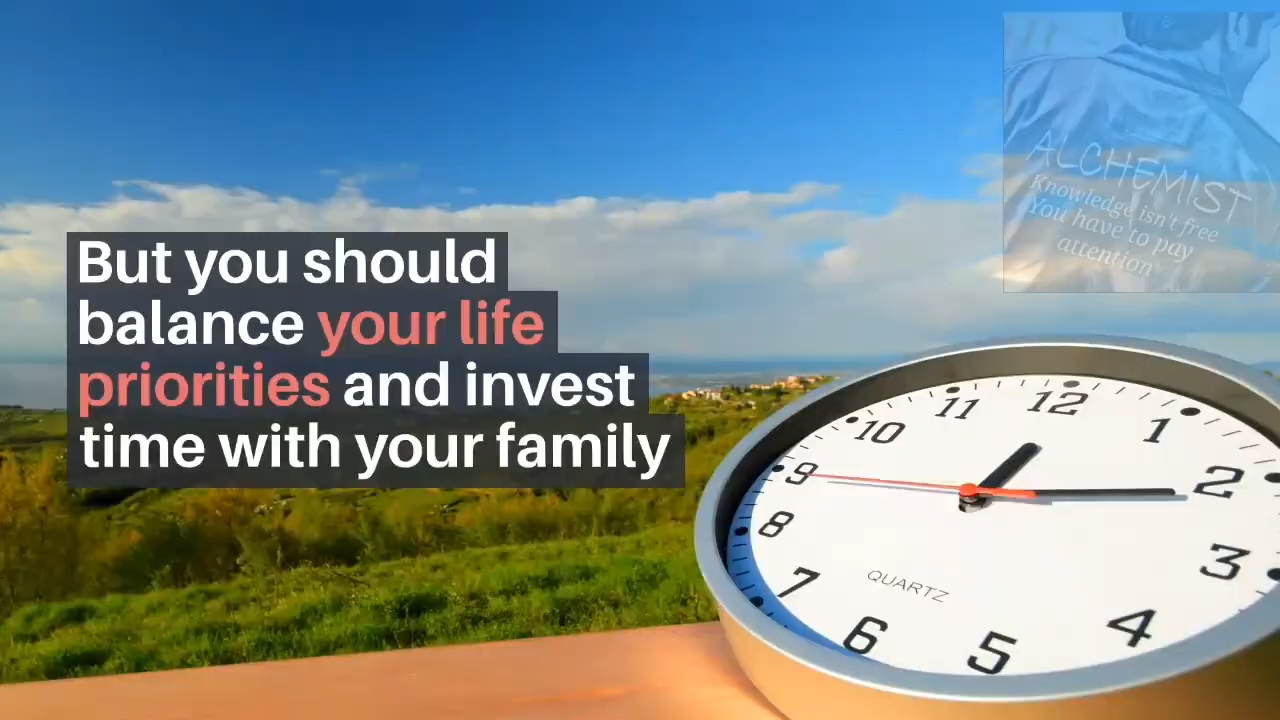 But you should
balance your life
priorities and invest
time with your family
ALCHEMIST
Knowledge isn't free
You have to pay
attention
12
1
2
3
4
5
6
7
8
9
10
11
QUARTZ